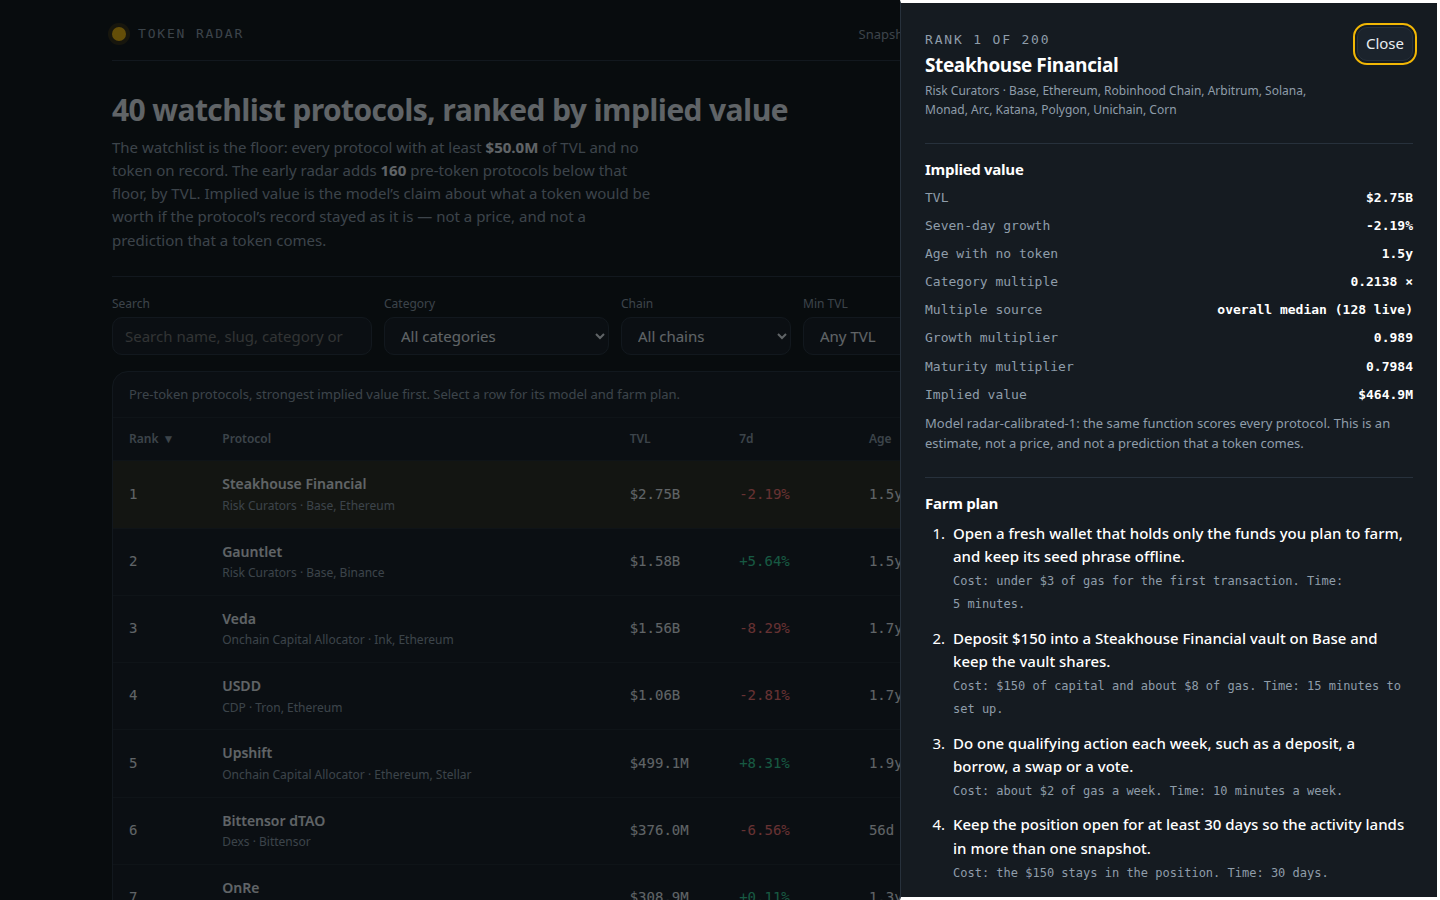 TOKEN RADAR
Snapsh
40 watchlist protocols, ranked by implied value
The watchlist is the floor: every protocol with at least $50.0M of TVL and no
token on record. The early radar adds 160 pre-token protocols below that
floor, by TVL. Implied value is the model's claim about what a token would be
worth if the protocol's record stayed as it is — not a price, and not a
prediction that a token comes.
Search
Category
Chain
Min TVL
Search name, slug, category or
All categories
All chains
Any TVL
Pre-token protocols, strongest implied value first. Select a row for its model and farm plan.
Rank ▼ Protocol TVL 7d Age
1 Steakhouse Financial $2.75B -2.19% 1.5y
Risk Curators · Base, Ethereum
2 Gauntlet $1.58B +5.64% 1.5y
Risk Curators · Base, Binance
3 Veda $1.56B -8.29% 1.7y
Onchain Capital Allocator · Ink, Ethereum
4 USDD $1.06B -2.81% 1.7y
CDP · Tron, Ethereum
5 Upshift $499.1M +8.31% 1.9y
Onchain Capital Allocator · Ethereum, Stellar
6 Bittensor dTAO $376.0M -6.56% 56d
Dexs · Bittensor
7 OnRe $308.9M +0.11% 1.3y
RANK 1 OF 200
Close
Steakhouse Financial
Risk Curators · Base, Ethereum, Robinhood Chain, Arbitrum, Solana,
Monad, Arc, Katana, Polygon, Unichain, Corn
Implied value
TVL $2.75B
Seven-day growth -2.19%
Age with no token 1.5y
Category multiple 0.2138 ×
Multiple source overall median (128 live)
Growth multiplier 0.989
Maturity multiplier 0.7984
Implied value $464.9M
Model radar-calibrated-1: the same function scores every protocol. This is an
estimate, not a price, and not a prediction that a token comes.
Farm plan
1. Open a fresh wallet that holds only the funds you plan to farm,
and keep its seed phrase offline.
Cost: under $3 of gas for the first transaction. Time:
5 minutes.
2. Deposit $150 into a Steakhouse Financial vault on Base and
keep the vault shares.
Cost: $150 of capital and about $8 of gas. Time: 15 minutes to
set up.
3. Do one qualifying action each week, such as a deposit, a
borrow, a swap or a vote.
Cost: about $2 of gas a week. Time: 10 minutes a week.
4. Keep the position open for at least 30 days so the activity lands
in more than one snapshot.
Cost: the $150 stays in the position. Time: 30 days.